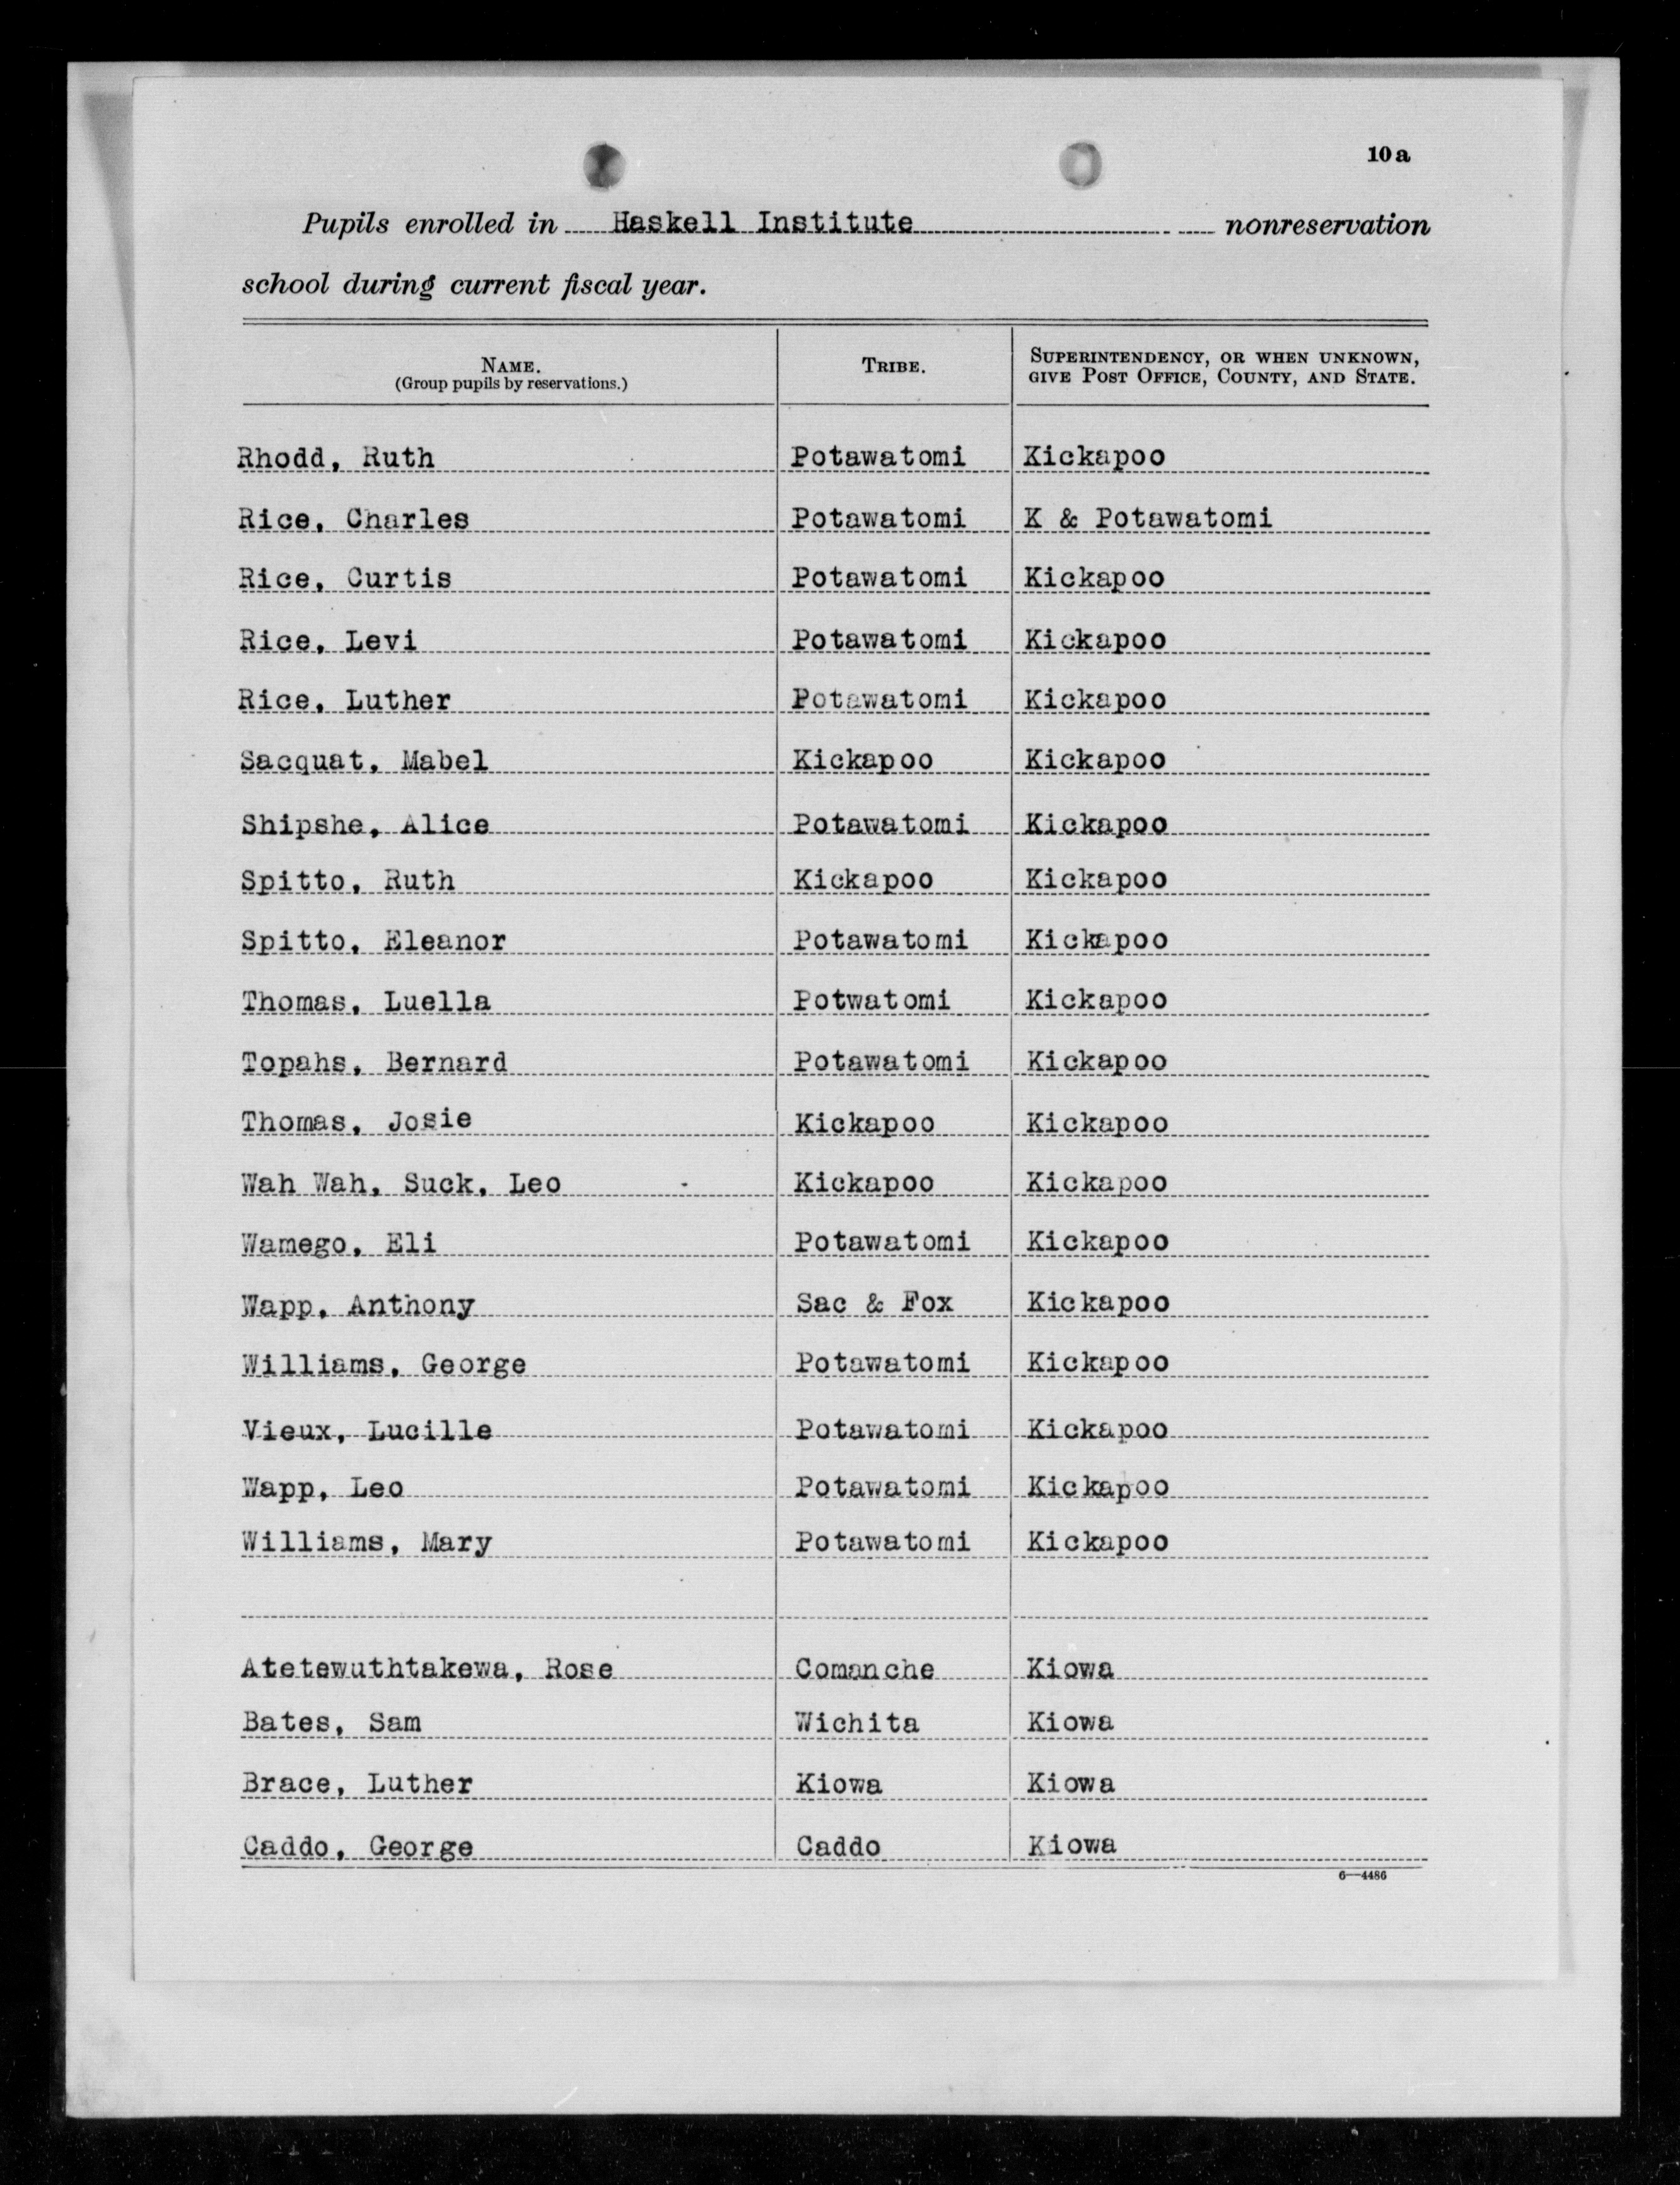 10a
Pupils enrolled in Haskell Institute nonreservation
school during current fiscal year.
NAME. TRIBE. SUPERINTENDENCY, OR WHEN UNKNOWN,
(Group pupils by reservations.) GIVE POST OFFICE, COUNTY, AND STATE.
Rhodd, Ruth Potawatomi Kickapoo
Rice, Charles Potawatomi K & Potawatomi
Rice, Curtis Potawatomi Kickapoo
Rice, Levi Potawatomi Kickapoo
Rice, Luther Potawatomi Kickapoo
Sacquat, Mabel Kickapoo Kickapoo
Shipshe, Alice Potawatomi Kickapoo
Spitto, Ruth Kickapoo Kickapoo
Spitto, Eleanor Potawatomi Kickapoo
Thomas, Luella Potwatomi Kickapoo
Topahs, Bernard Potawatomi Kickapoo
Thomas, Josie Kickapoo Kickapoo
Wah Wah, Suck, Leo Kickapoo Kickapoo
Wamego, Eli Potawatomi Kickapoo
Wapp, Anthony Sac & Fox Kickapoo
Williams, George Potawatomi Kickapoo
Vieux, Lucille Potawatomi Kickapoo
Wapp, Leo Potawatomi Kickapoo
Williams, Mary Potawatomi Kickapoo
Atetewuthtakewa, Rose Comanche Kiowa
Bates, Sam Wichita Kiowa
Brace, Luther Kiowa Kiowa
Caddo, George Caddo Kiowa
6—4486